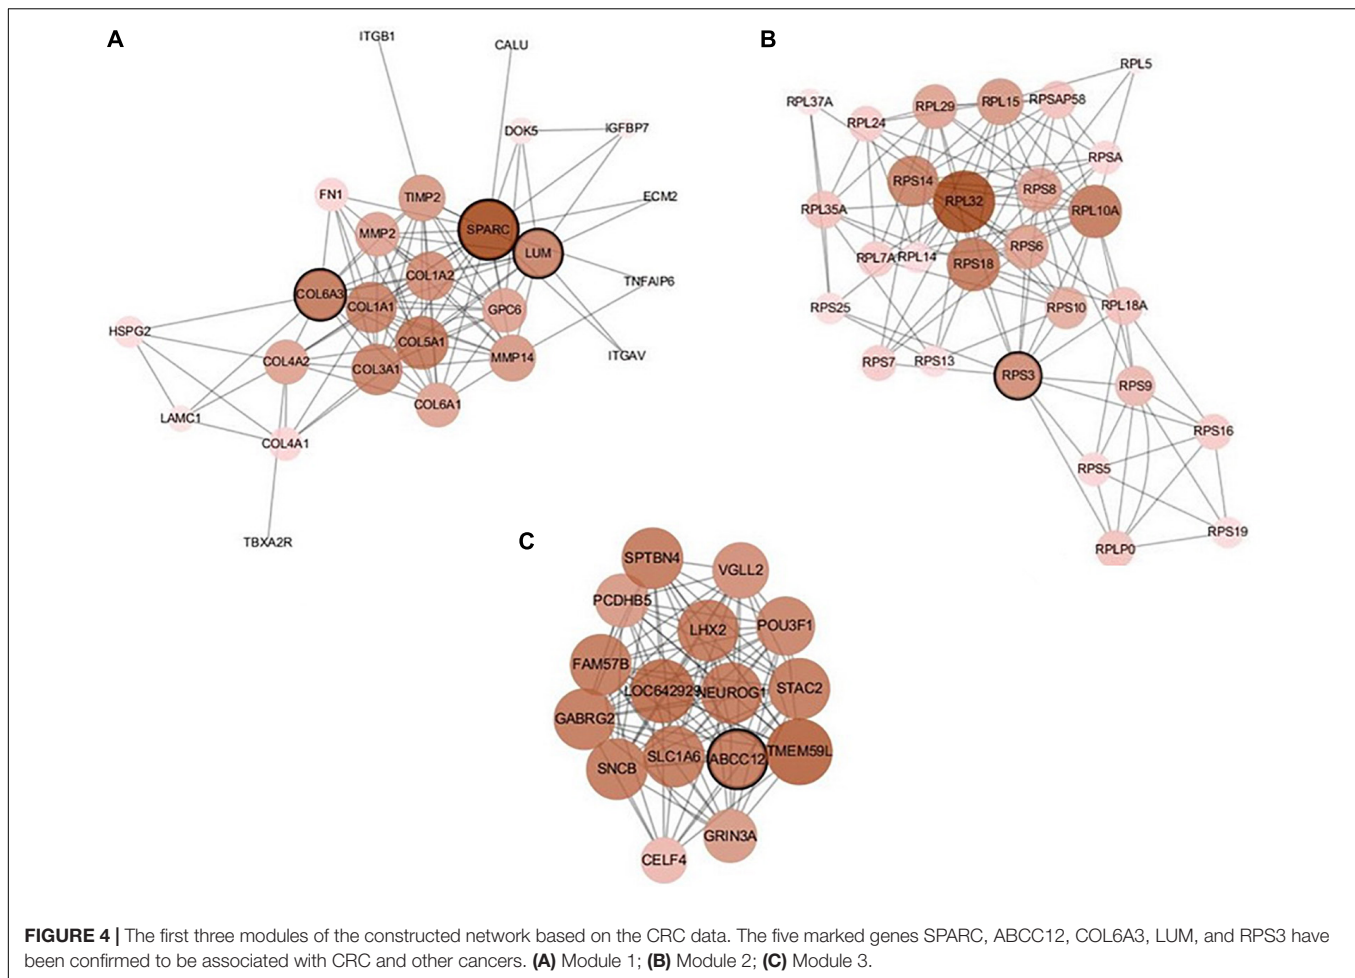 A
ITGB1
CALU
DOK5
IGFBP7
FN1
TIMP2
ECM2
SPARC
MMP2
LUM
COL1A2
TNFAIP6
COL6A3
COL1A1
GPC6
HSPG2
COL5A1
ITGAV
COL4A2
COL3A1
MMP14
COL6A1
LAMC1
COL4A1
TBXA2R
B
RPL5
RPL37A
RPL29
RPL15
RPSAP58
RPL24
RPSA
RPS14
RPS8
RPL32
RPL35A
RPL10A
RPS6
RPL7A
RPL14
RPS18
RPS25
RPS10
RPL18A
RPS7
RPS13
RPS3
RPS9
RPS16
RPS5
RPS19
RPLP0
C
SPTBN4
VGLL2
PCDHB5
LHX2
POU3F1
FAM57B
LOC642929
NEUROG1
STAC2
GABRG2
SLC1A6
ABCC12
TMEM59L
SNCB
GRIN3A
CELF4
FIGURE 4 | The first three modules of the constructed network based on the CRC data. The five marked genes SPARC, ABCC12, COL6A3, LUM, and RPS3 have
been confirmed to be associated with CRC and other cancers. (A) Module 1; (B) Module 2; (C) Module 3.